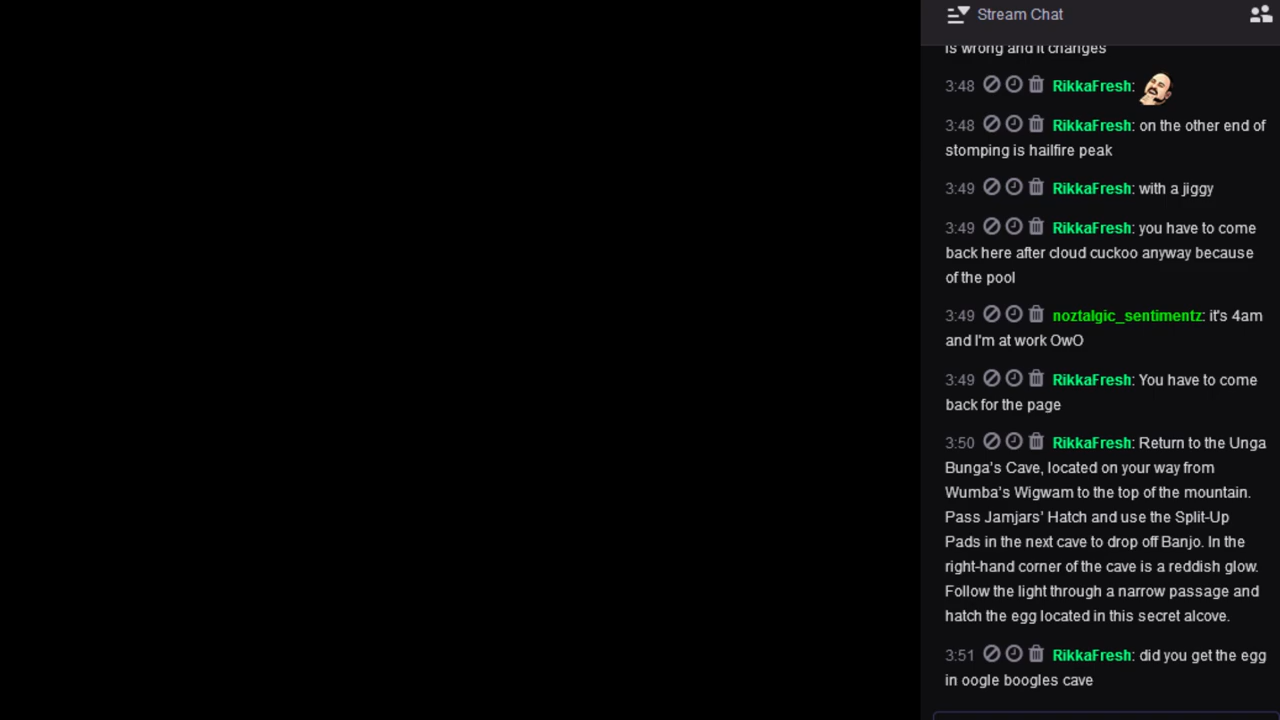 Stream Chat
is wrong and it changes
3:48 RikkaFresh:
3:48 RikkaFresh: on the other end of
stomping is hailfire peak
3:49 RikkaFresh: with a jiggy
3:49 RikkaFresh: you have to come
back here after cloud cuckoo anyway because
of the pool
3:49 noztalgic_sentimentz: it's 4am
and I'm at work OwO
3:49 RikkaFresh: You have to come
back for the page
3:50 RikkaFresh: Return to the Unga
Bunga's Cave, located on your way from
Wumba's Wigwam to the top of the mountain.
Pass Jamjars' Hatch and use the Split-Up
Pads in the next cave to drop off Banjo. In the
right-hand corner of the cave is a reddish glow.
Follow the light through a narrow passage and
hatch the egg located in this secret alcove.
3:51 RikkaFresh: did you get the egg
in oogle boogles cave